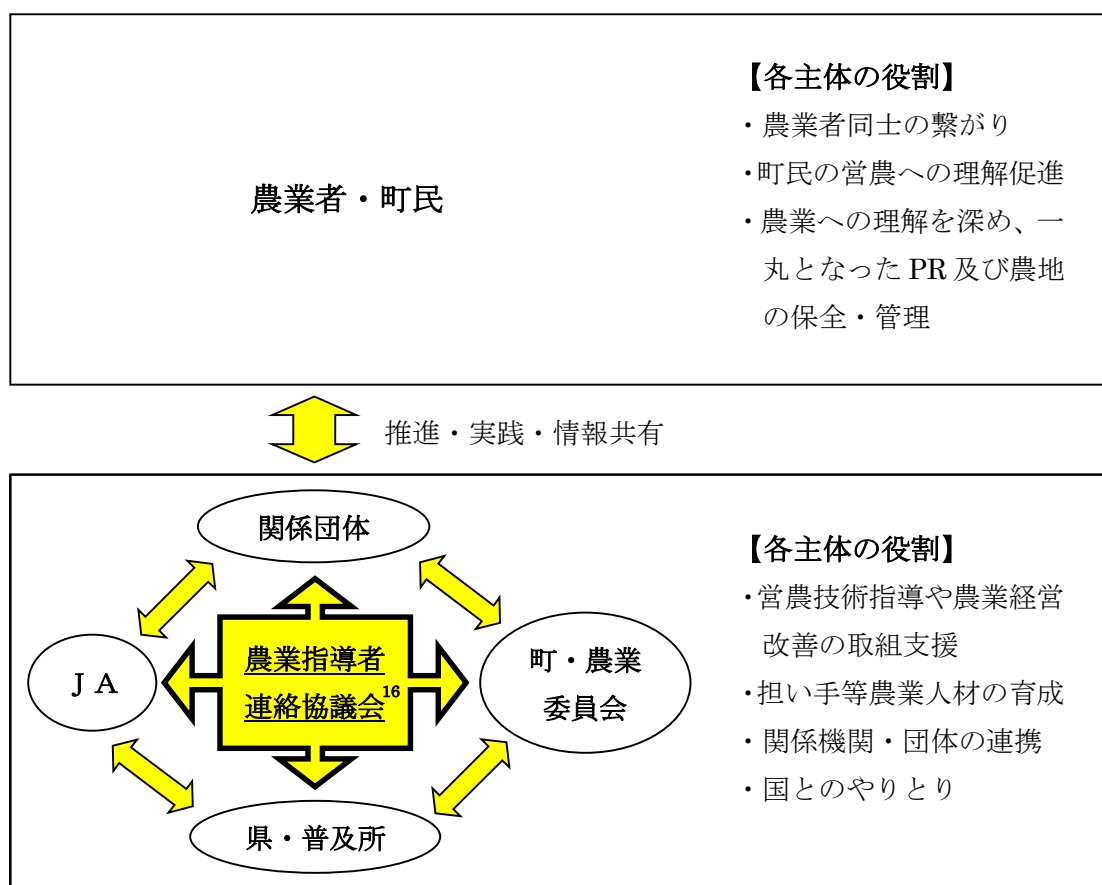 農業者・町民
【各主体の役割】
・農業者同士の繋がり
・町民の営農への理解促進
・農業への理解を深め、一
丸となった PR 及び農地
の保全・管理
推進・実践・情報共有
関係団体
ＪＡ
農業指導者
連絡協議会16
町・農業
委員会
県・普及所
【各主体の役割】
・営農技術指導や農業経営
改善の取組支援
・担い手等農業人材の育成
・関係機関・団体の連携
・国とのやりとり